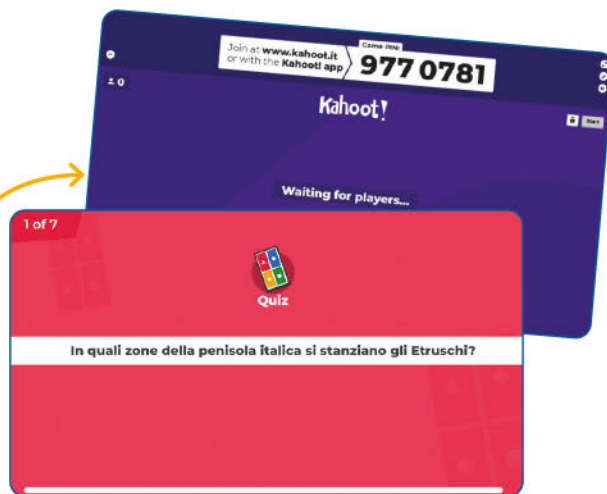 Join at www.kahoot.it
or with the Kahoot! app
Game PIN:
977 0781
0
Kahoot!
Start
Waiting for players...
1 of 7
Quiz
In quali zone della penisola italica si stanziano gli Etruschi?